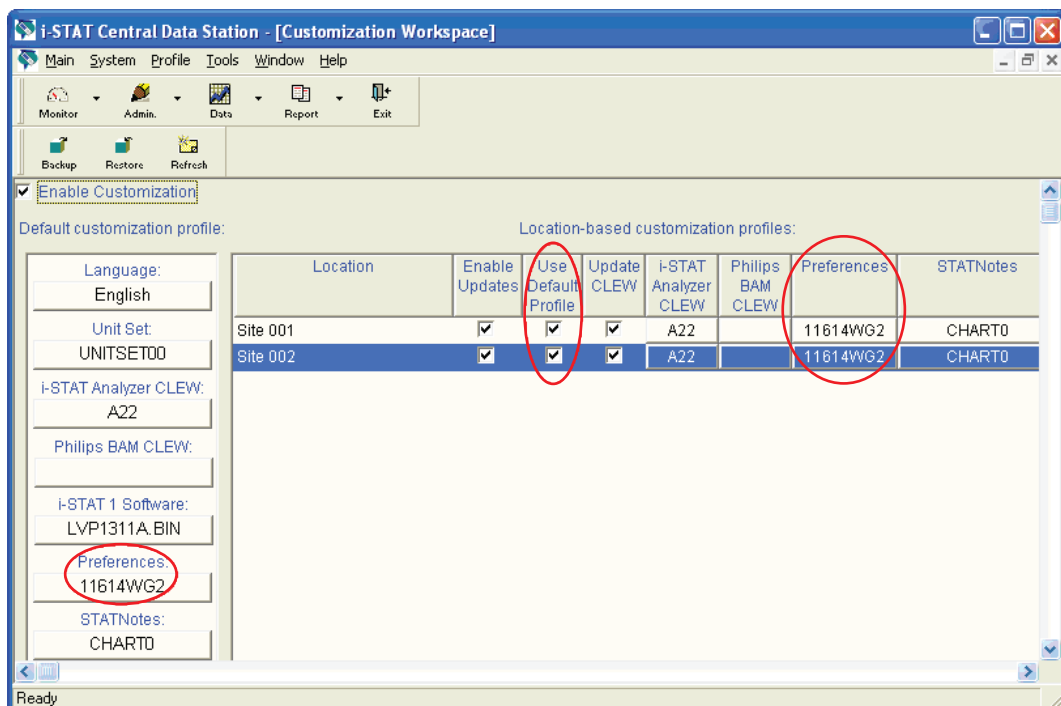 i-STAT Central Data Station - [Customization Workspace]
Main System Profile Tools Window Help
Monitor Admin. Data Report Exit
Backup Restore Refresh
Enable Customization
Default customization profile:
Location-based customization profiles:
Language:
English
Unit Set:
UNITSET00
i-STAT Analyzer CLEW:
A22
Philips BAM CLEW:
i-STAT 1 Software:
LVP1311A.BIN
Preferences:
11614WG2
STATNotes:
CHART0
Location
Enable Updates
Use Default Profile
Update CLEW
i-STAT Analyzer CLEW
Philips BAM CLEW
Preferences
STATNotes
Site 001 A22 11614WG2 CHART0
Site 002 A22 11614WG2 CHART0
Ready